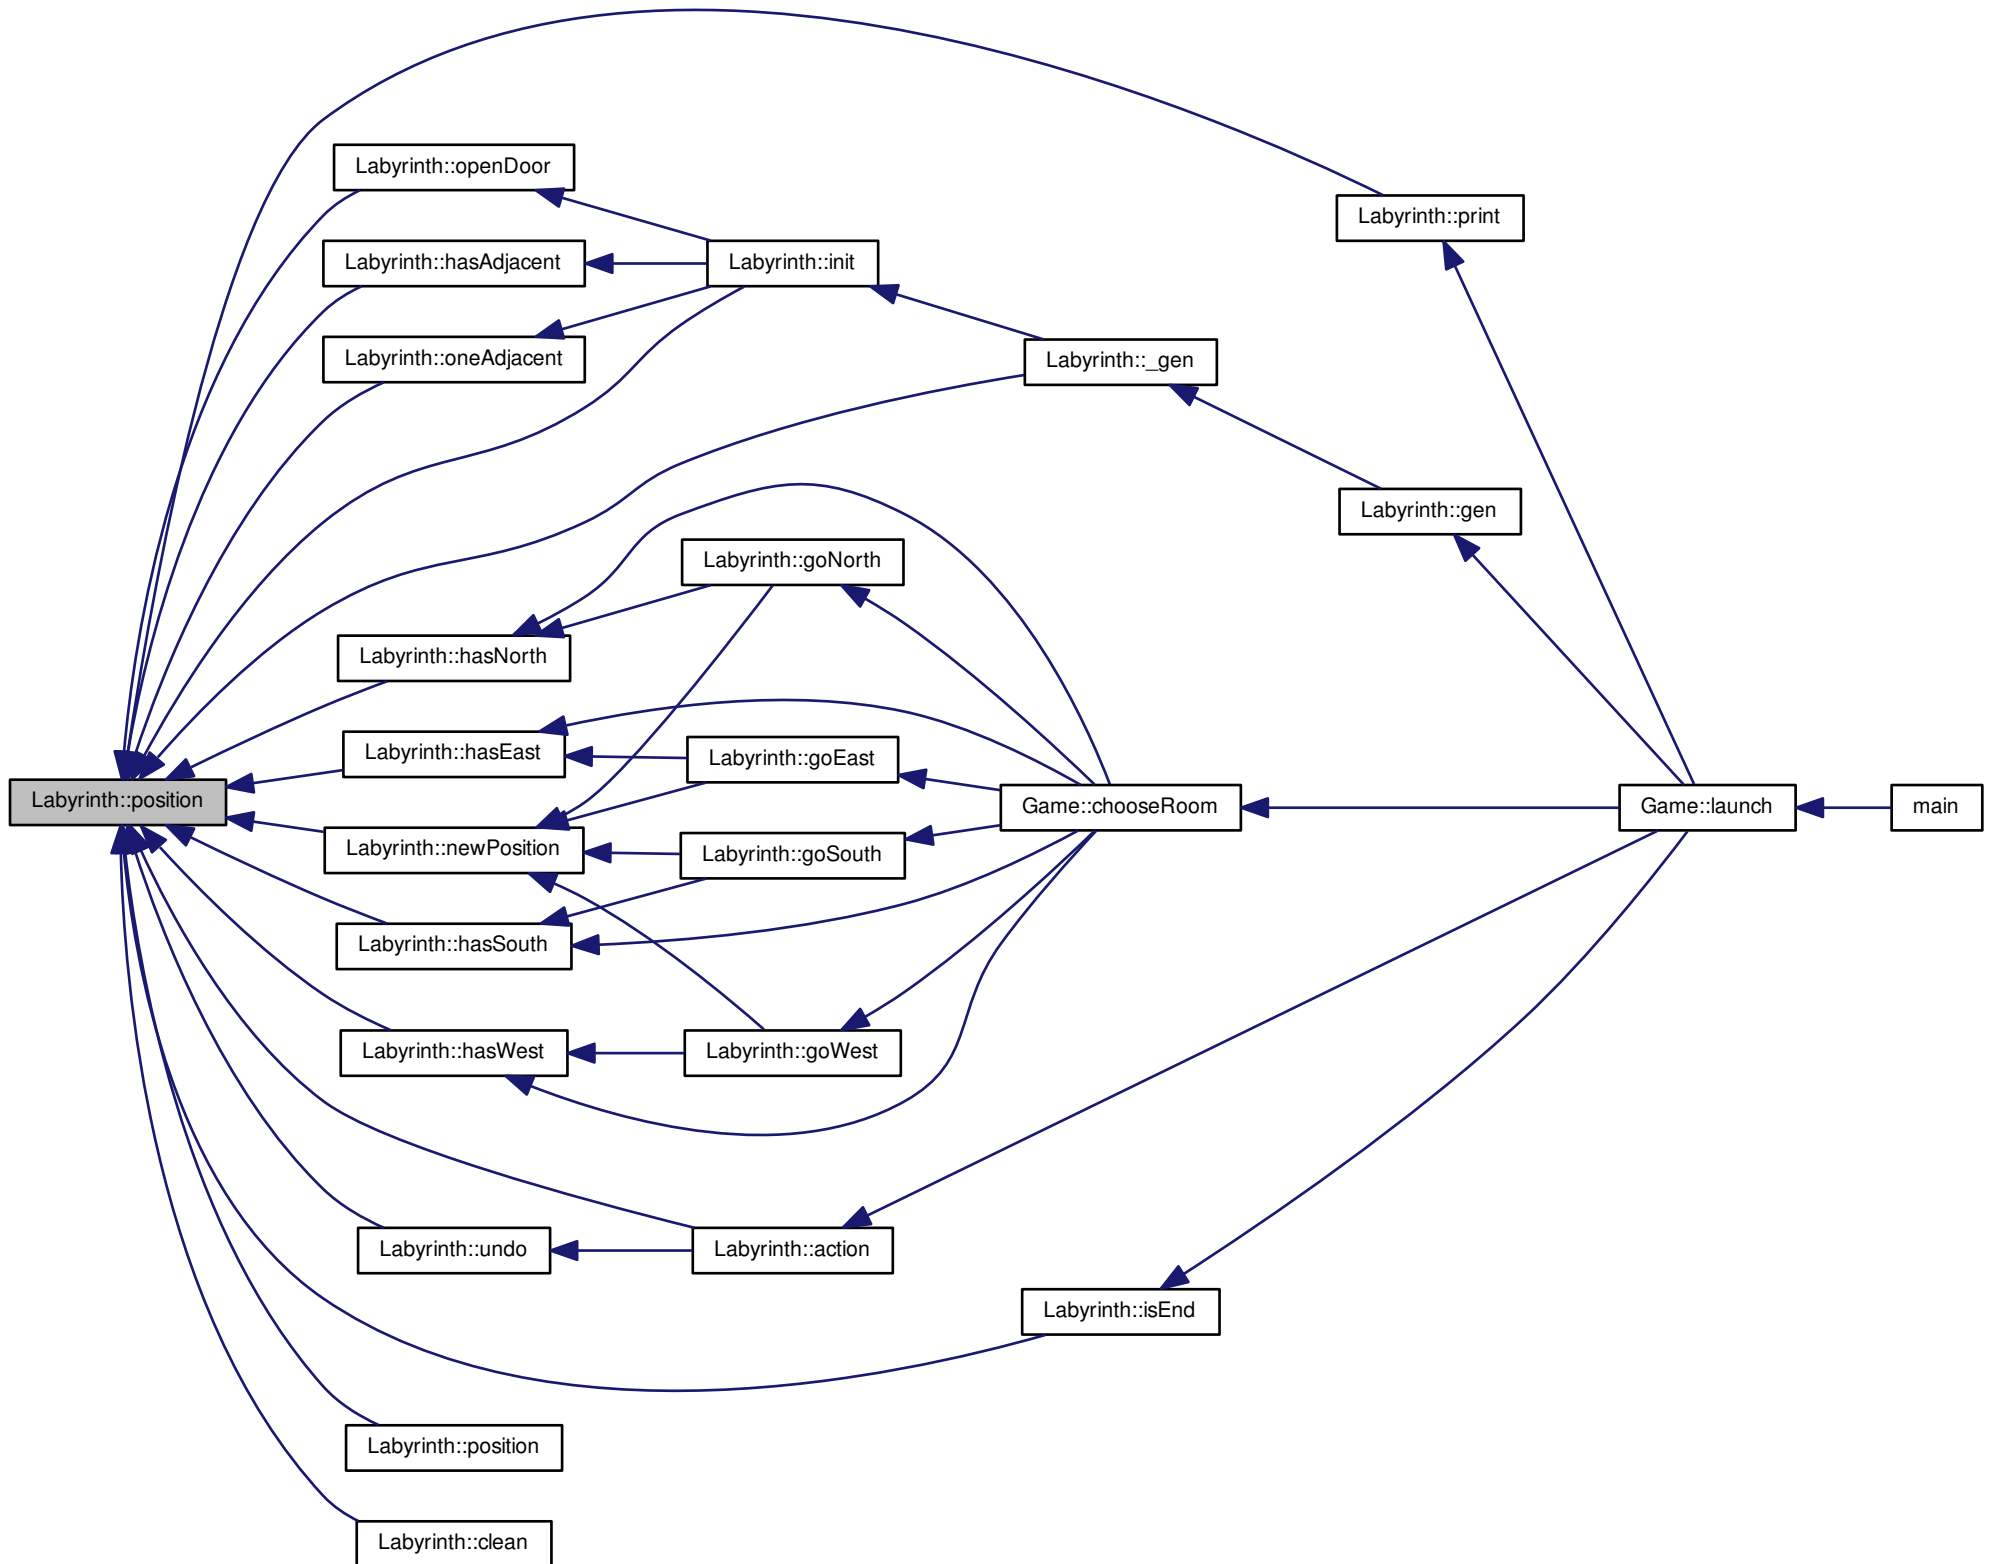 Labyrinth::openDoor
Labyrinth::print
Labyrinth::hasAdjacent
Labyrinth::init
Labyrinth::oneAdjacent
Labyrinth::_gen
Labyrinth::gen
Labyrinth::goNorth
Labyrinth::hasNorth
Labyrinth::hasEast
Labyrinth::goEast
Labyrinth::position
Game::chooseRoom
Game::launch
main
Labyrinth::newPosition
Labyrinth::goSouth
Labyrinth::hasSouth
Labyrinth::hasWest
Labyrinth::goWest
Labyrinth::undo
Labyrinth::action
Labyrinth::isEnd
Labyrinth::position
Labyrinth::clean